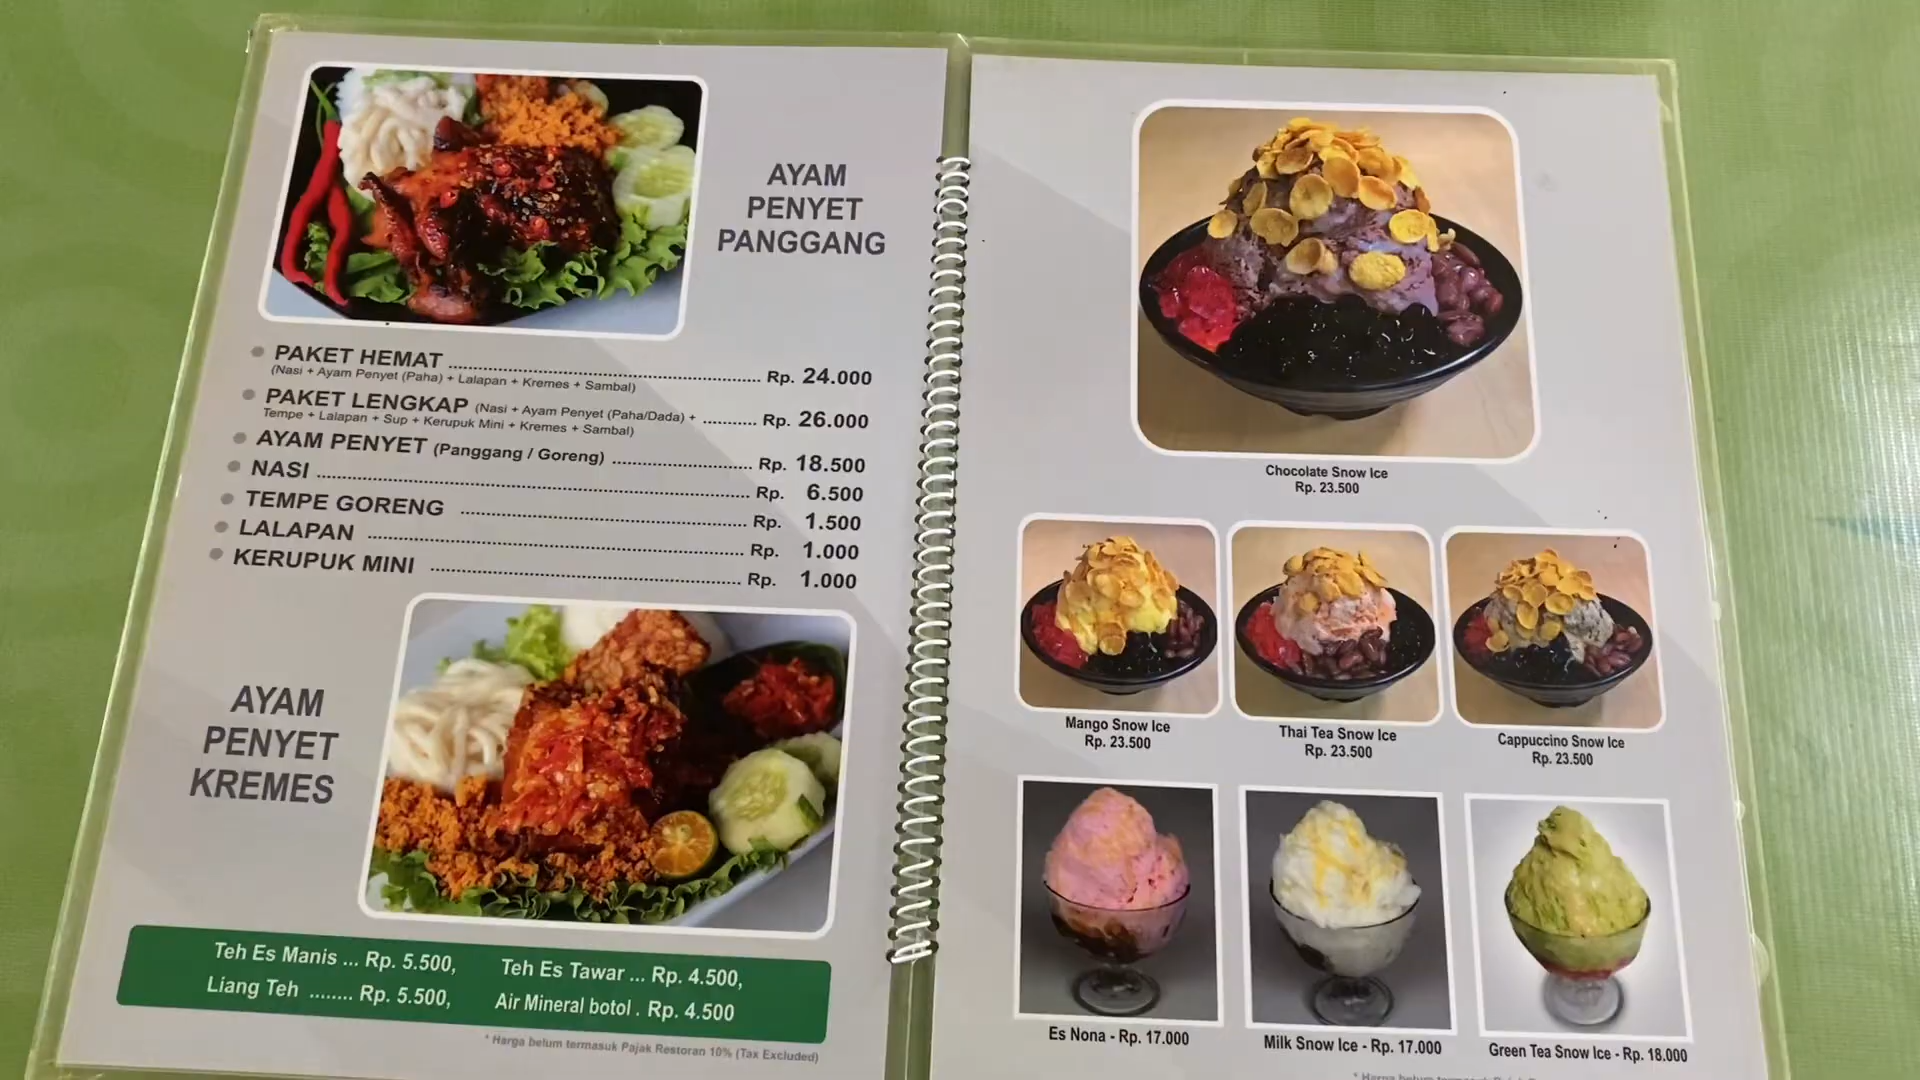 AYAM
PENYET
PANGGANG
PAKET HEMAT ........ Rp. 24.000
(Nasi + Ayam Penyet (Paha) + Lalapan + Kremes + Sambal)
PAKET LENGKAP (Nasi + Ayam Penyet (Paha/Dada) + ........ Rp. 26.000
Tempe + Lalapan + Sup + Kerupuk Mini + Kremes + Sambal)
AYAM PENYET (Panggang / Goreng) ........ Rp. 18.500
NASI ........ Rp. 6.500
TEMPE GORENG ........ Rp. 1.500
LALAPAN ........ Rp. 1.000
KERUPUK MINI ........ Rp. 1.000
AYAM
PENYET
KREMES
Teh Es Manis ... Rp. 5.500, Teh Es Tawar ... Rp. 4.500,
Liang Teh ........ Rp. 5.500, Air Mineral botol . Rp. 4.500
* Harga belum termasuk Pajak Restoran 10% (Tax Excluded)
Chocolate Snow Ice
Rp. 23.500
Mango Snow Ice
Rp. 23.500
Thai Tea Snow Ice
Rp. 23.500
Cappuccino Snow Ice
Rp. 23.500
Es Nona - Rp. 17.000
Milk Snow Ice - Rp. 17.000
Green Tea Snow Ice - Rp. 18.000
* Harga belum termasuk